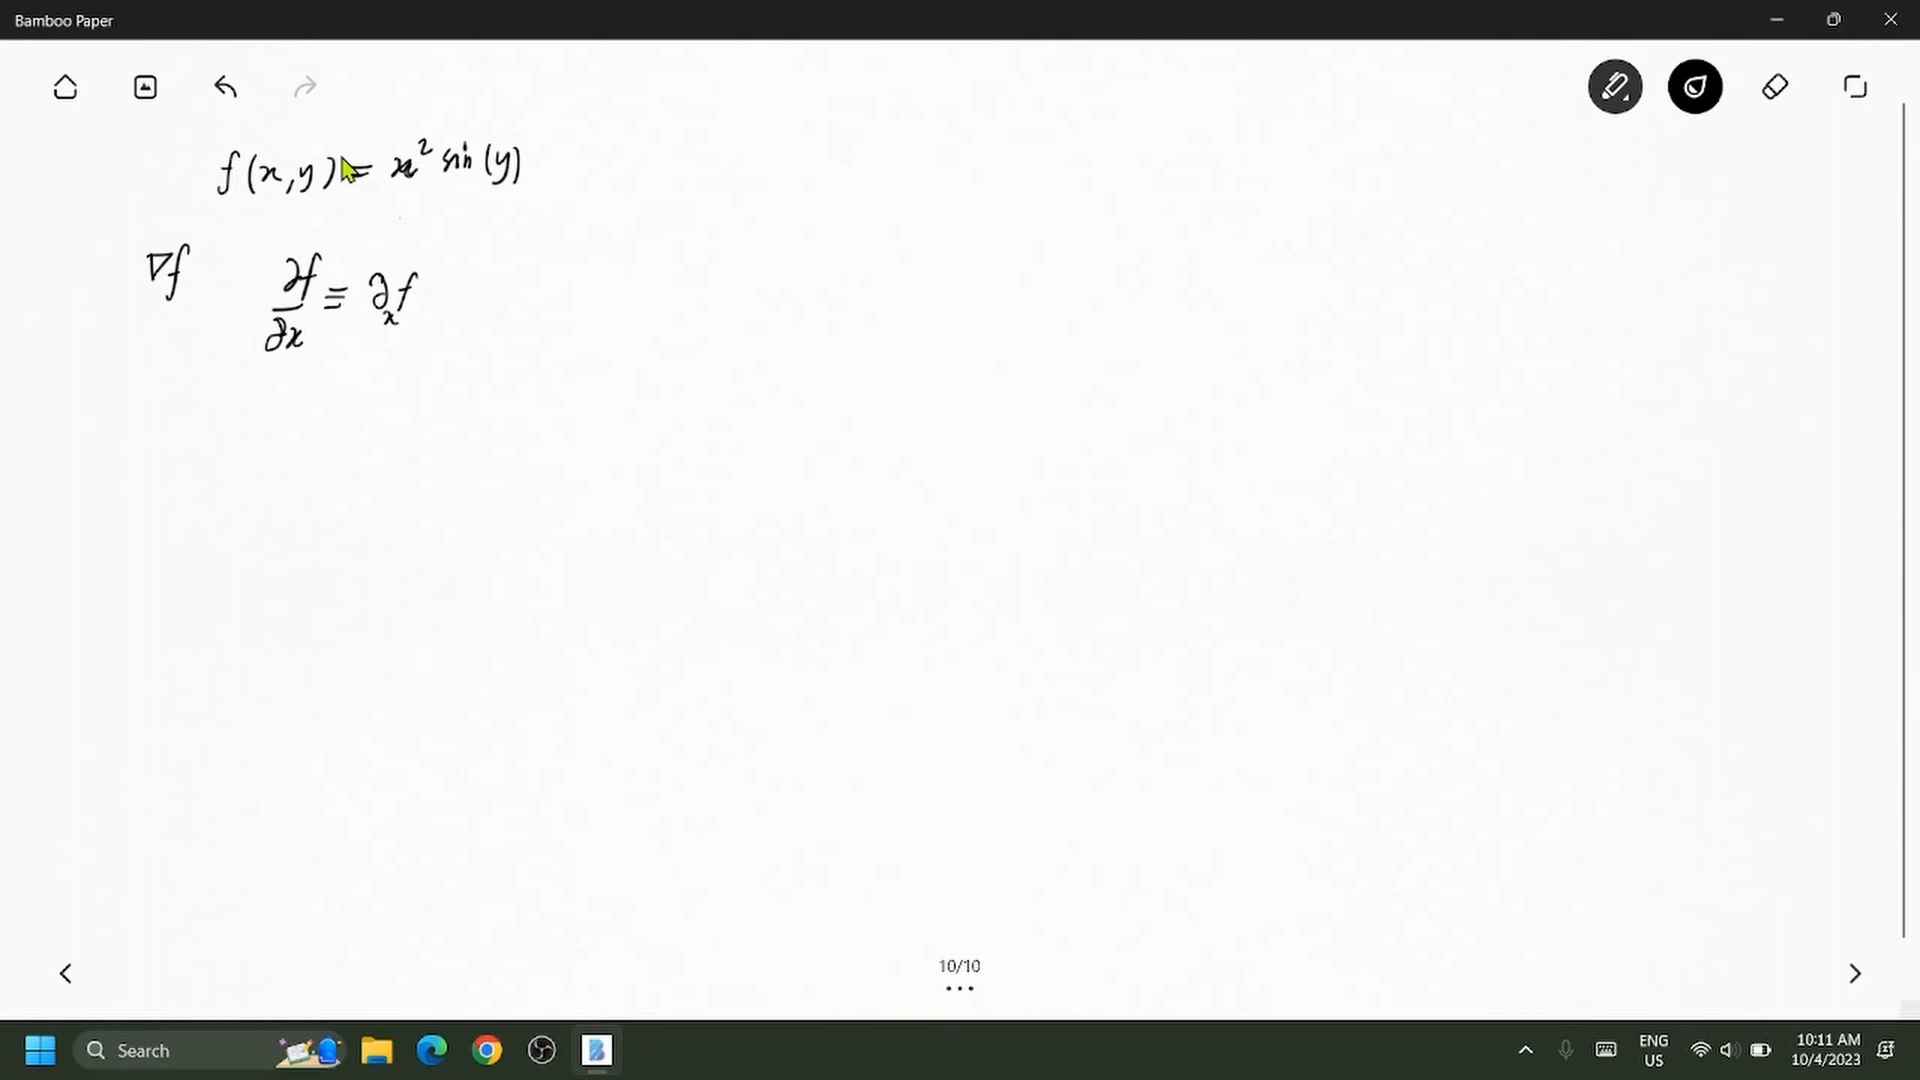 Bamboo Paper
f(x,y) = x² sin(y)
∇f ∂f/∂x ≡ ∂ₓf
10/10
Search
ENG
US
10:11 AM
10/4/2023